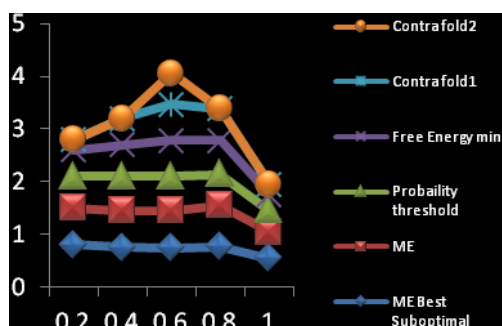 5
4
3
2
1
0
0.2 0.4 0.6 0.8 1
Contrafold2
Contrafold1
Free Energy min
Probaility
threshold
ME
ME Best
Suboptimal